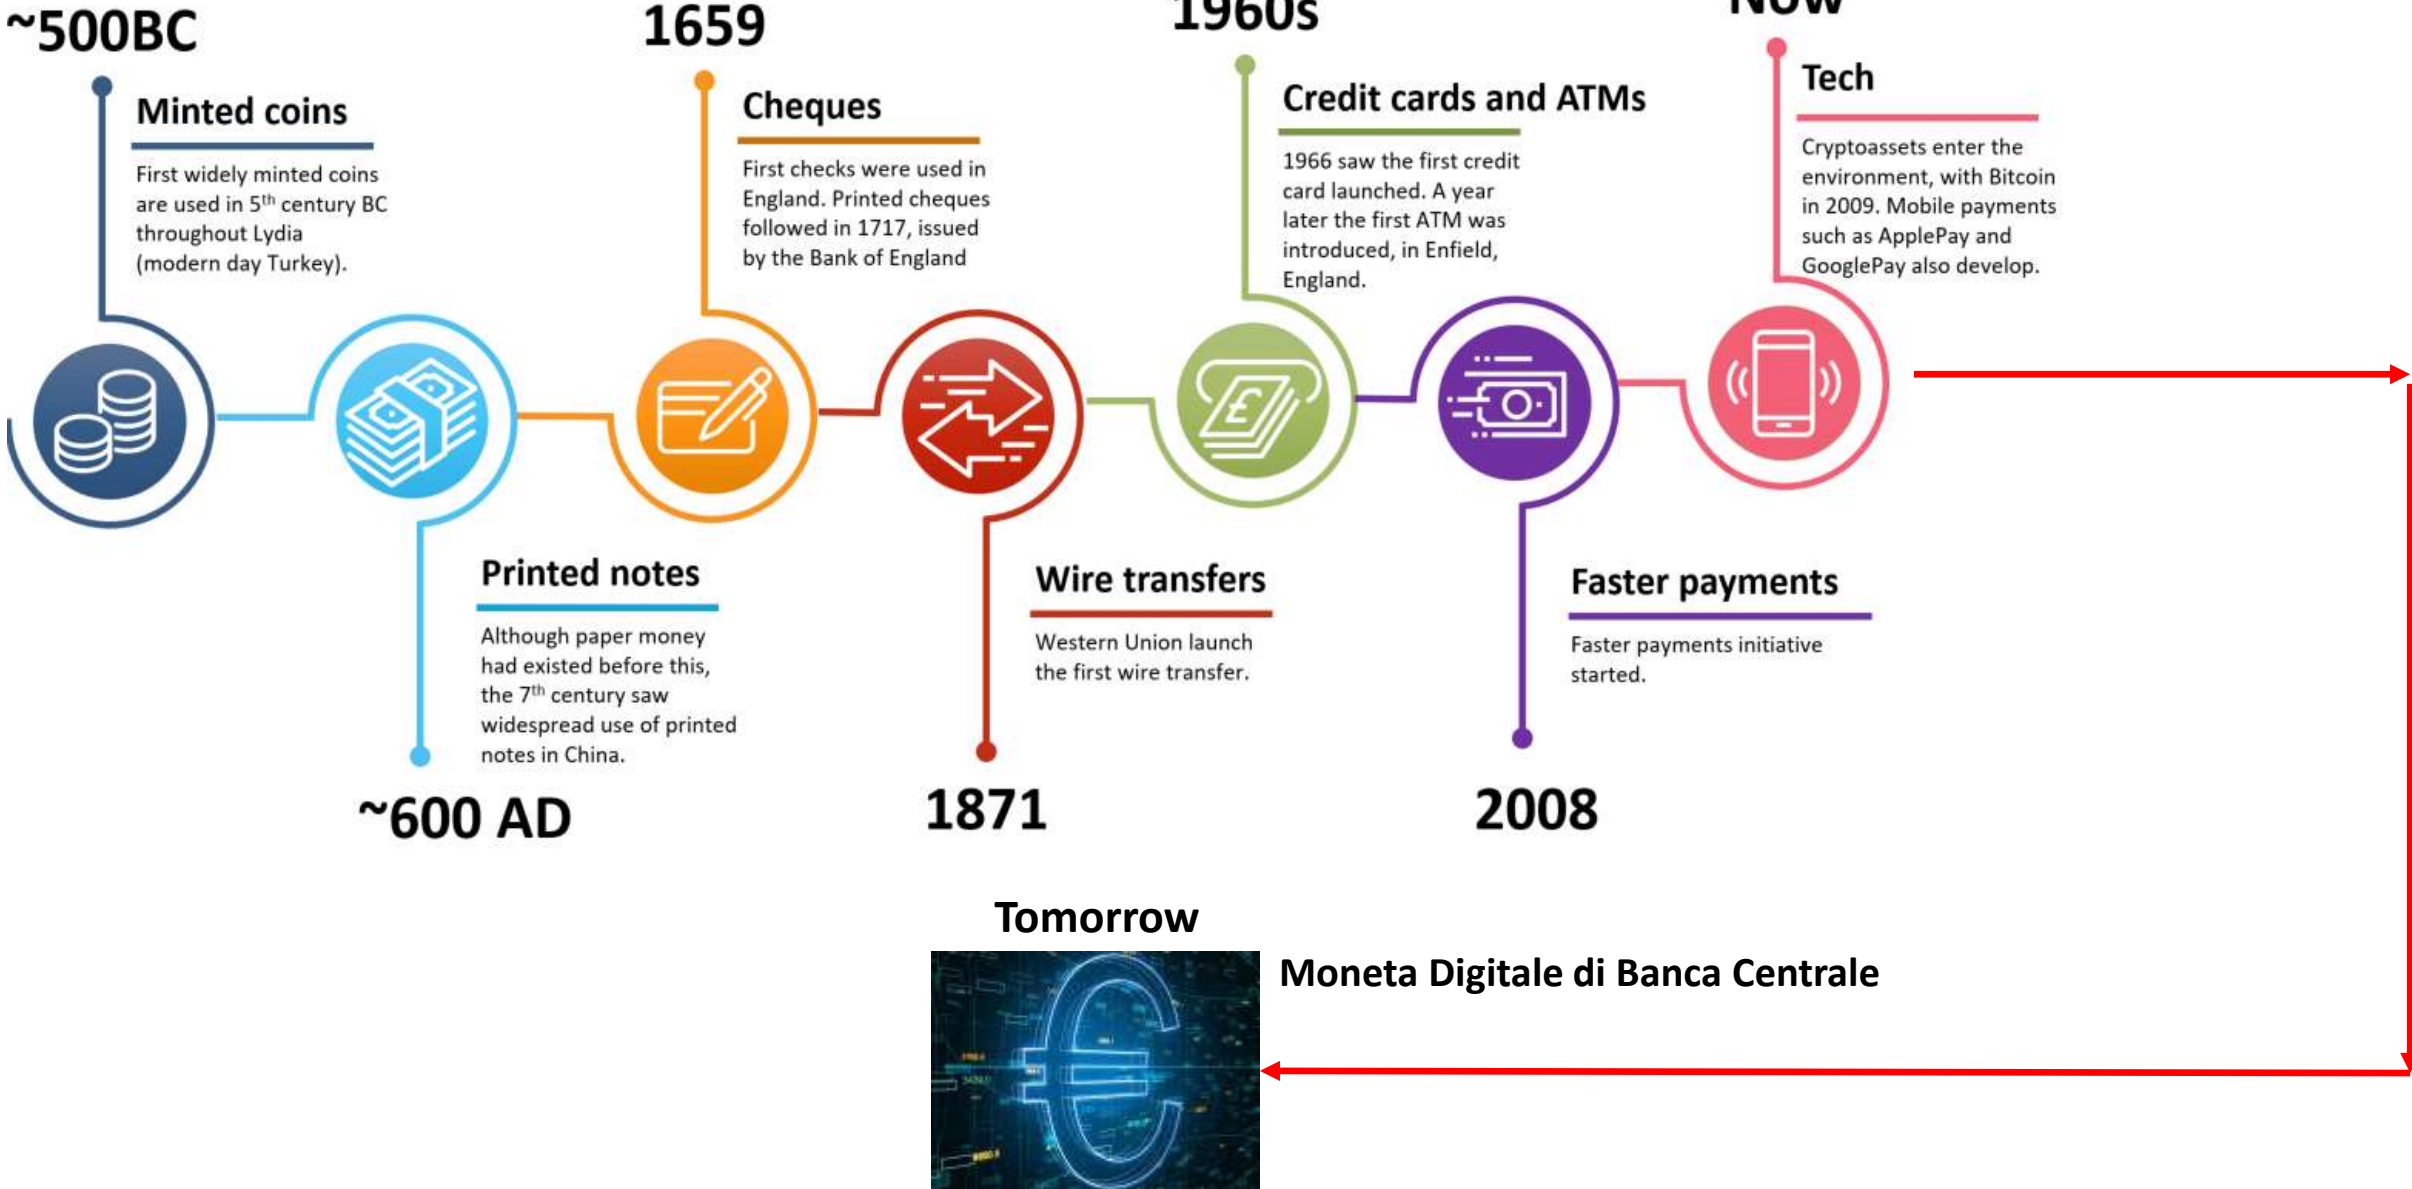 ~500BC
Minted coins
First widely minted coins
are used in 5th century BC
throughout Lydia
(modern day Turkey).
Printed notes
Although paper money
had existed before this,
the 7th century saw
widespread use of printed
notes in China.
~600 AD
1659
Cheques
First checks were used in
England. Printed cheques
followed in 1717, issued
by the Bank of England
Wire transfers
Western Union launch
the first wire transfer.
1871
1960s
Credit cards and ATMs
1966 saw the first credit
card launched. A year
later the first ATM was
introduced, in Enfield,
England.
£
Faster payments
Faster payments initiative
started.
2008
Now
Tech
Cryptoassets enter the
environment, with Bitcoin
in 2009. Mobile payments
such as ApplePay and
GooglePay also develop.
Tomorrow
€
Moneta Digitale di Banca Centrale